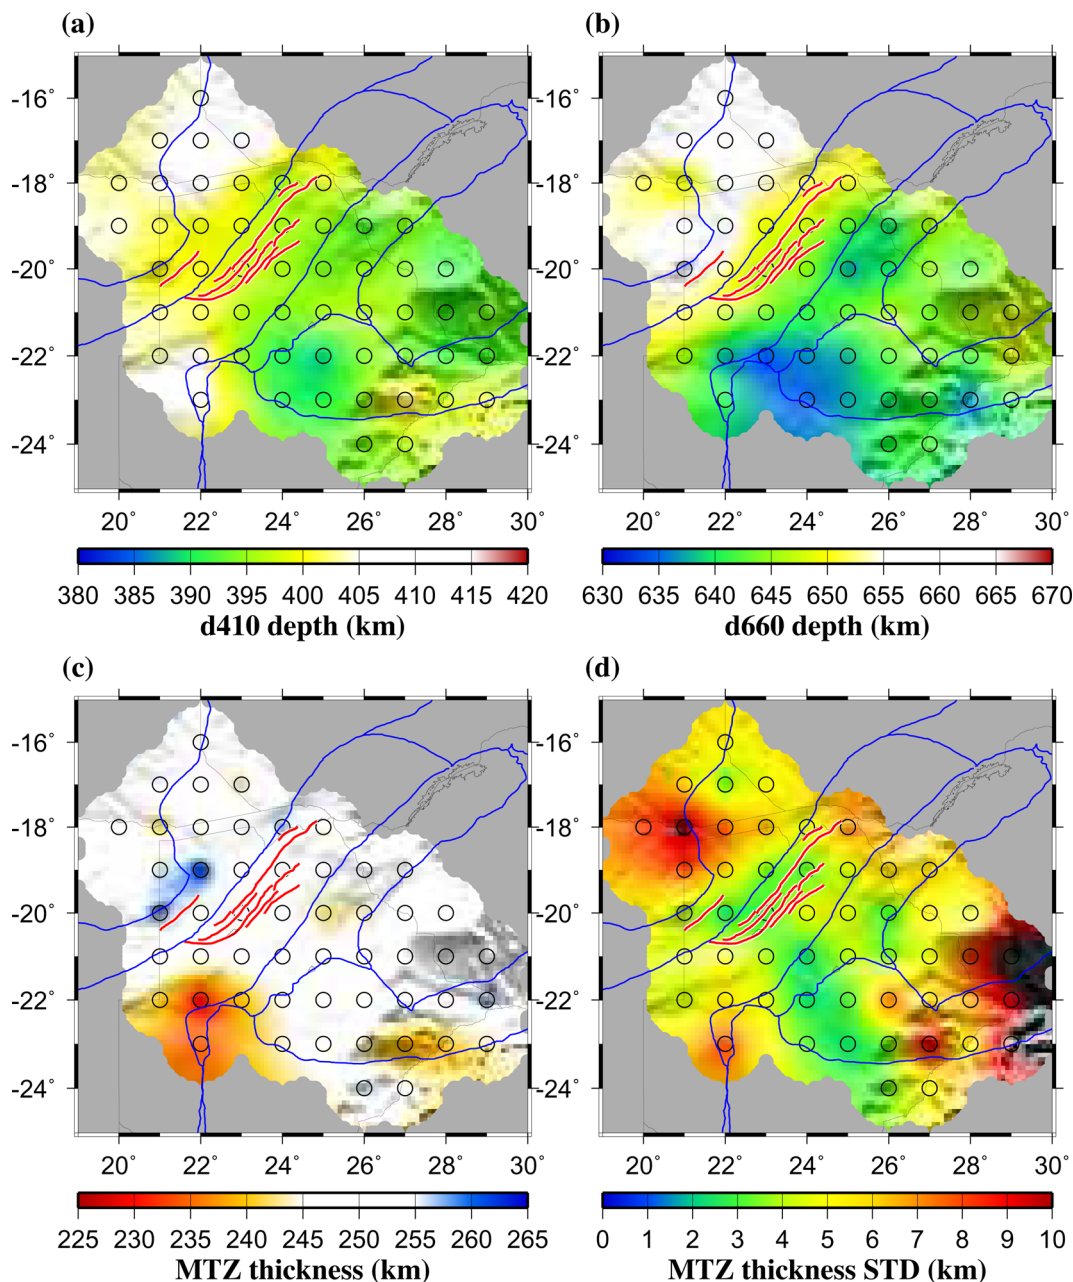 (a) (b)
-16° -16°
-18° -18°
-20° -20°
-22° -22°
-24° -24°
20° 22° 24° 26° 28° 30° 20° 22° 24° 26° 28° 30°
380 385 390 395 400 405 410 415 420 630 635 640 645 650 655 660 665 670
d410 depth (km) d660 depth (km)
(c) (d)
-16° -16°
-18° -18°
-20° -20°
-22° -22°
-24° -24°
20° 22° 24° 26° 28° 30° 20° 22° 24° 26° 28° 30°
225 230 235 240 245 250 255 260 265 0 1 2 3 4 5 6 7 8 9 10
MTZ thickness (km) MTZ thickness STD (km)